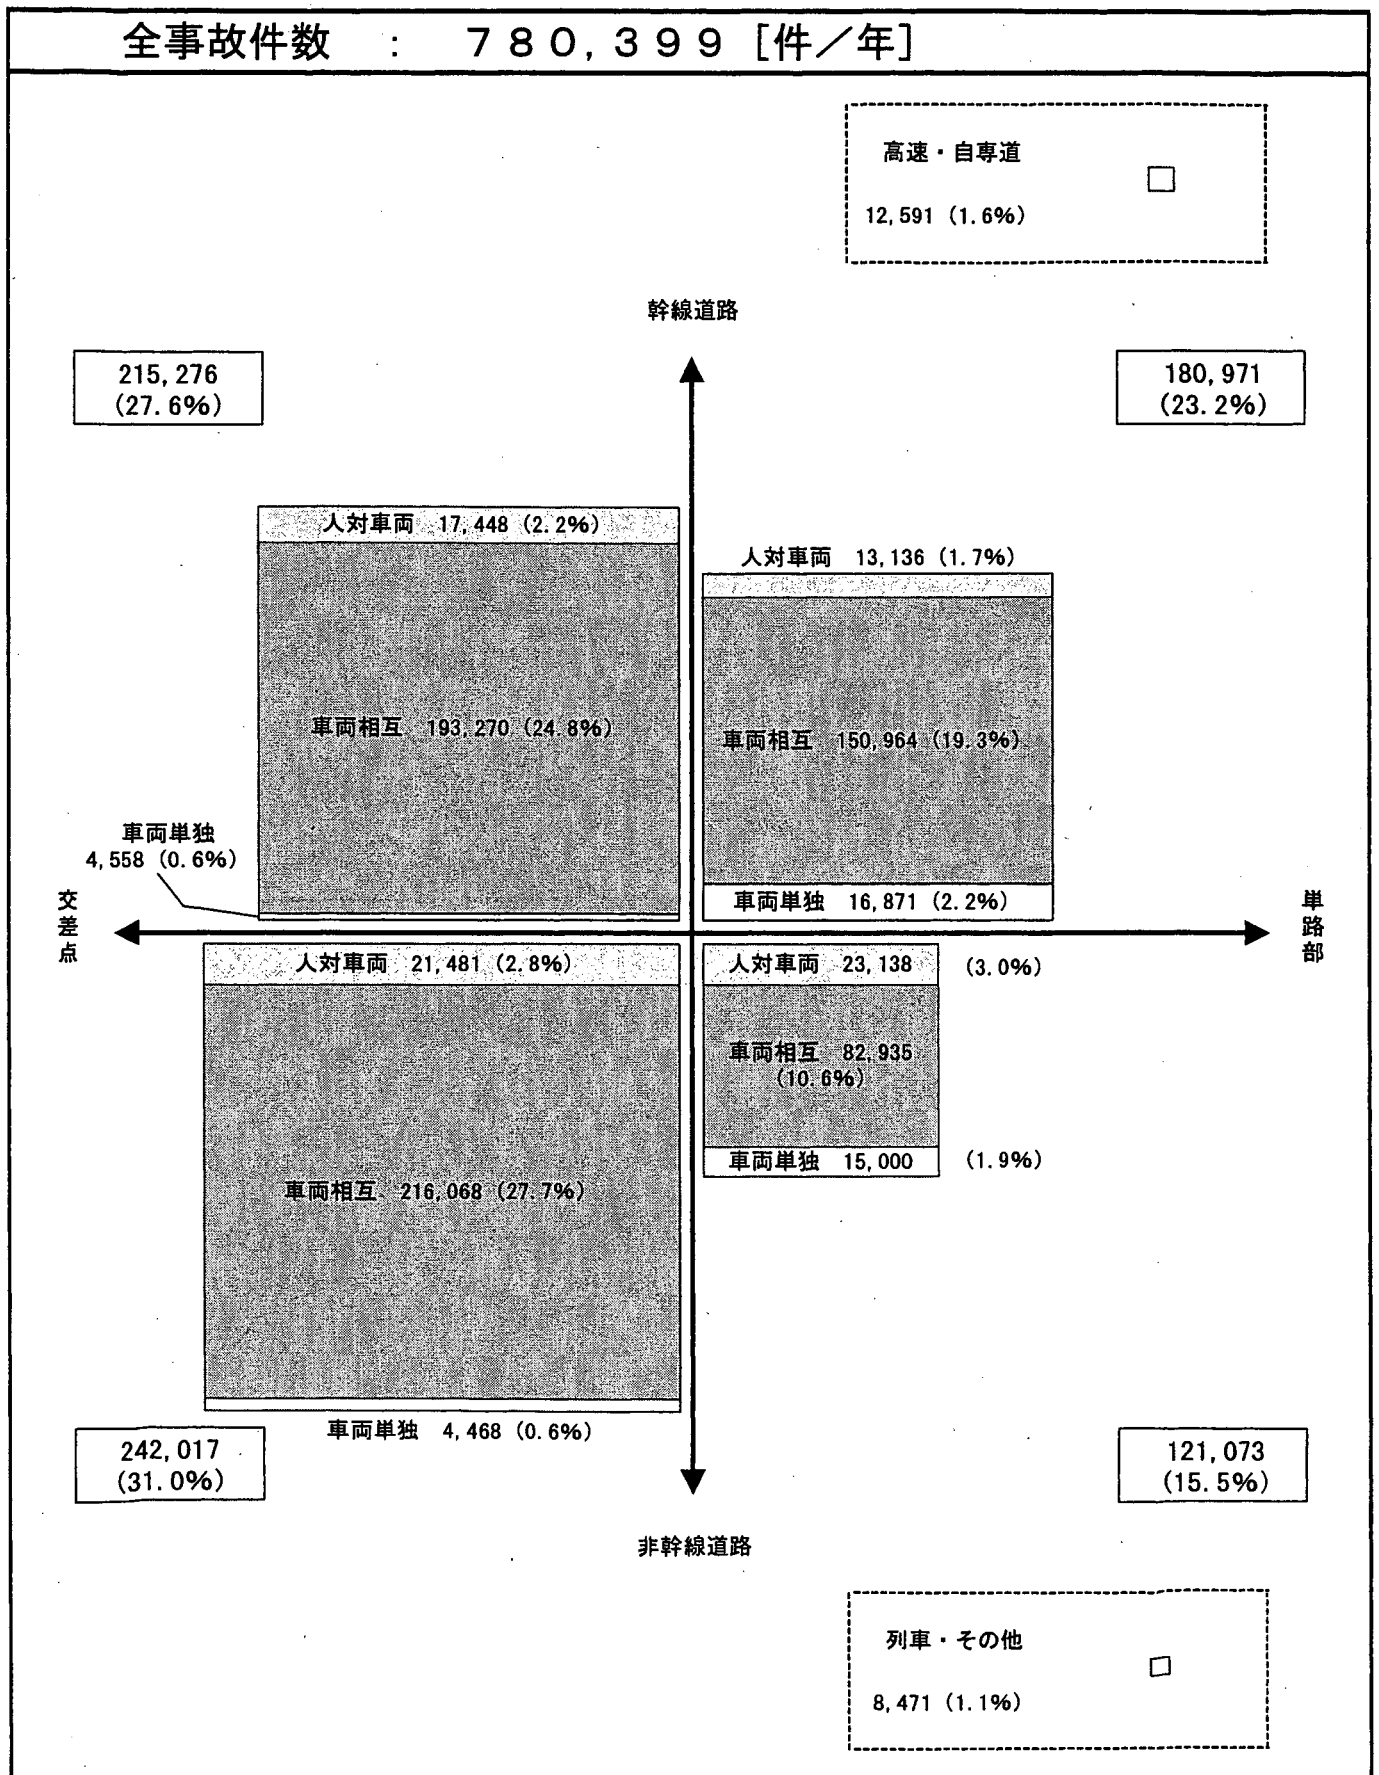 全事故件数 : 780,399 [件/年]
高速・自専道
12,591 (1.6%)
幹線道路
215,276
(27.6%)
180,971
(23.2%)
人対車両 17,448 (2.2%)
人対車両 13,136 (1.7%)
車両相互 193,270 (24.8%)
車両相互 150,964 (19.3%)
車両単独
4,558 (0.6%)
車両単独 16,871 (2.2%)
交差点
単路部
人対車両 21,481 (2.8%)
人対車両 23,138 (3.0%)
車両相互 82,935
(10.6%)
車両単独 15,000 (1.9%)
車両相互 216,068 (27.7%)
車両単独 4,468 (0.6%)
242,017
(31.0%)
121,073
(15.5%)
非幹線道路
列車・その他
8,471 (1.1%)